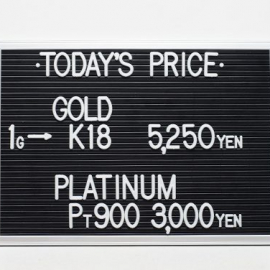 ·TODAY'S PRICE·
GOLD
1G→ K18 5,250YEN
PLATINUM
PT900 3,000YEN